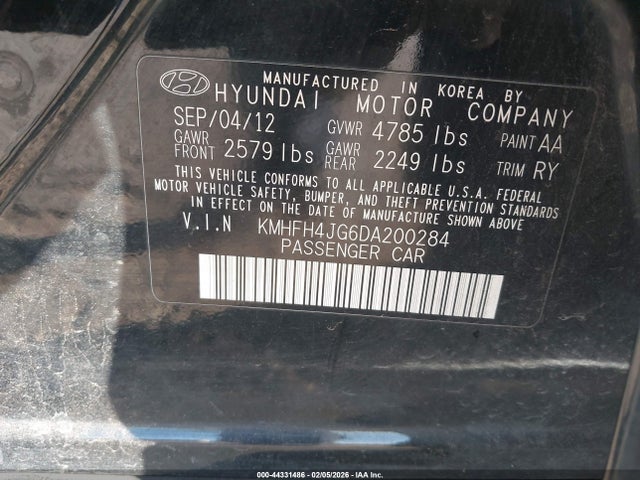 MANUFACTURED IN KOREA BY
HYUNDAI MOTOR COMPANY
SEP/04/12 GVWR 4785 lbs PAINT AA
GAWR FRONT 2579 lbs GAWR REAR 2249 lbs TRIM RY
THIS VEHICLE CONFORMS TO ALL APPLICABLE U.S.A. FEDERAL
MOTOR VEHICLE SAFETY, BUMPER, AND THEFT PREVENTION STANDARDS
IN EFFECT ON THE DATE OF MANUFACTURE SHOWN ABOVE.
V.I.N KMHFH4JG6DA200284
PASSENGER CAR
000-44331486 - 02/05/2026 - IAA Inc.